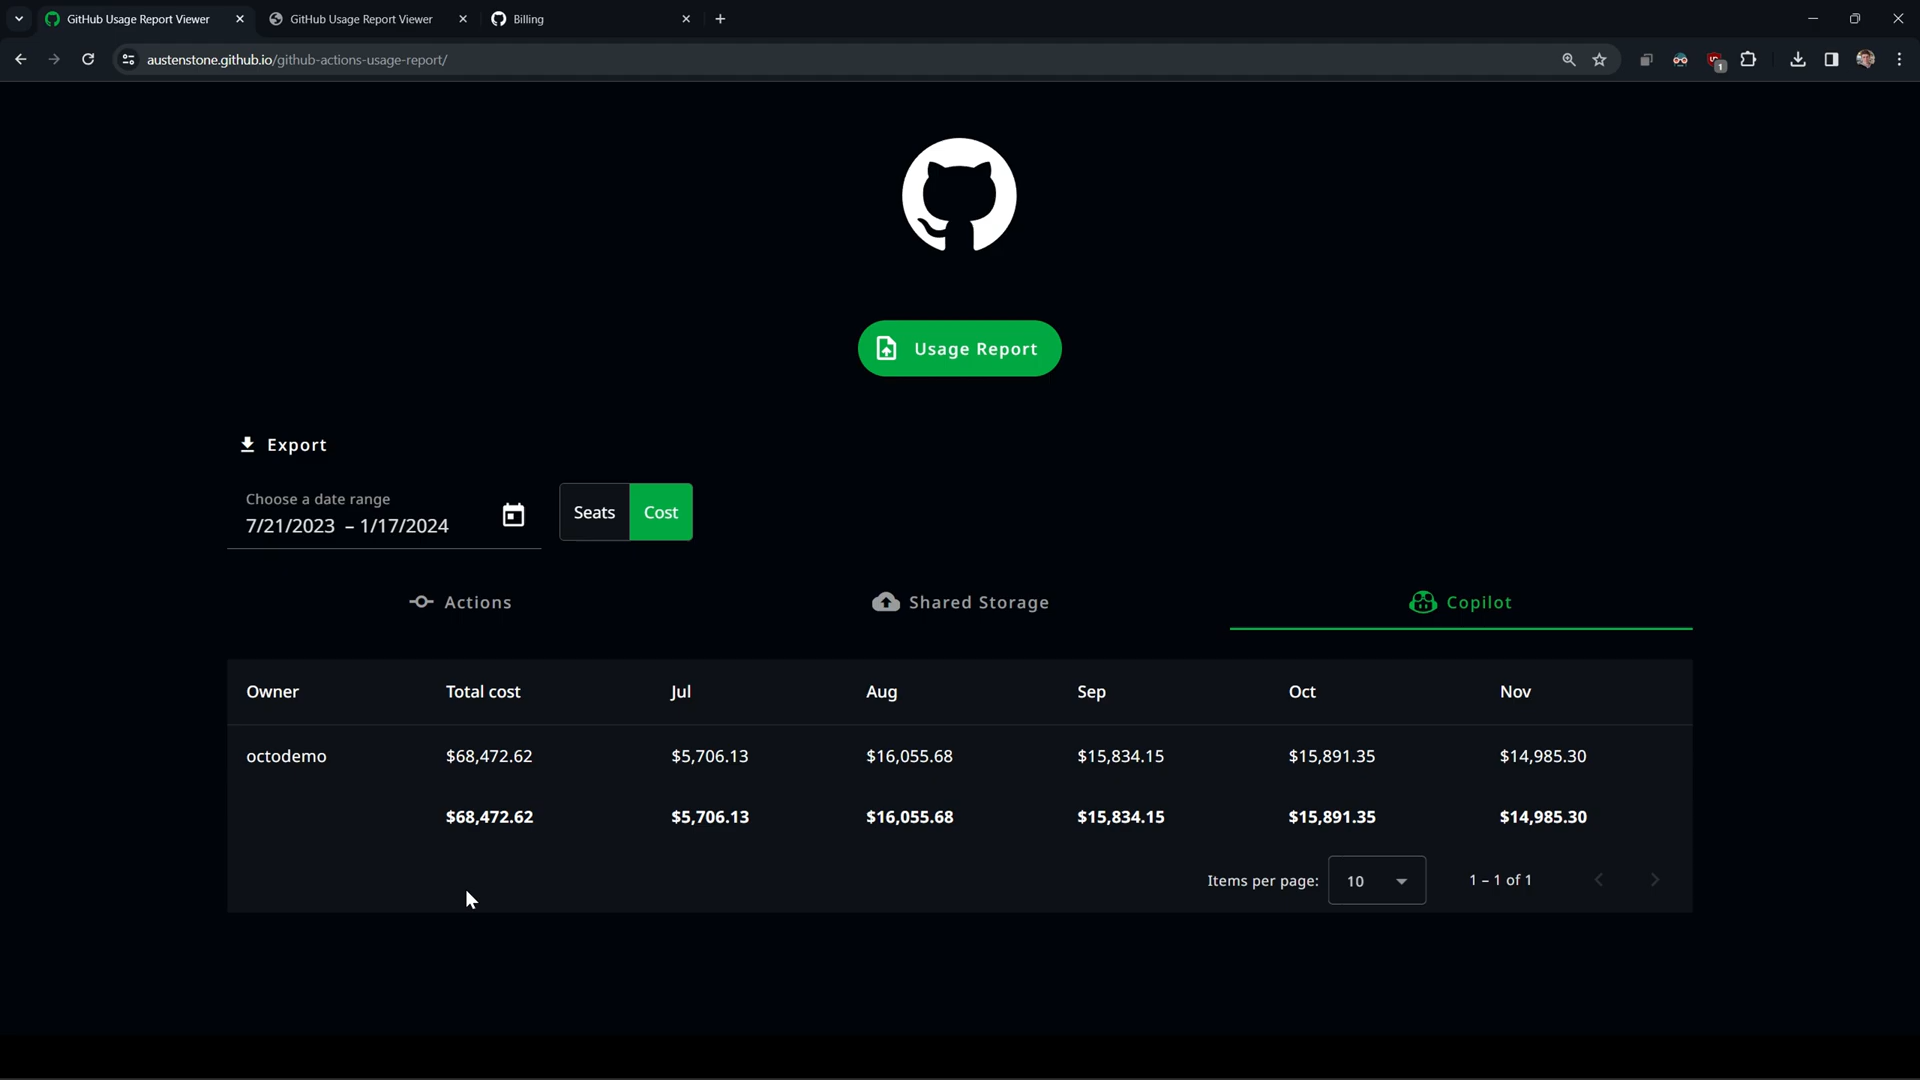 GitHub Usage Report Viewer
GitHub Usage Report Viewer
Billing
austenstone.github.io/github-actions-usage-report/
1
Usage Report
Export
Choose a date range
7/21/2023 – 1/17/2024
Seats
Cost
Actions
Shared Storage
Copilot
Owner Total cost Jul Aug Sep Oct Nov
octodemo $68,472.62 $5,706.13 $16,055.68 $15,834.15 $15,891.35 $14,985.30
$68,472.62 $5,706.13 $16,055.68 $15,834.15 $15,891.35 $14,985.30
Items per page: 10 1 – 1 of 1